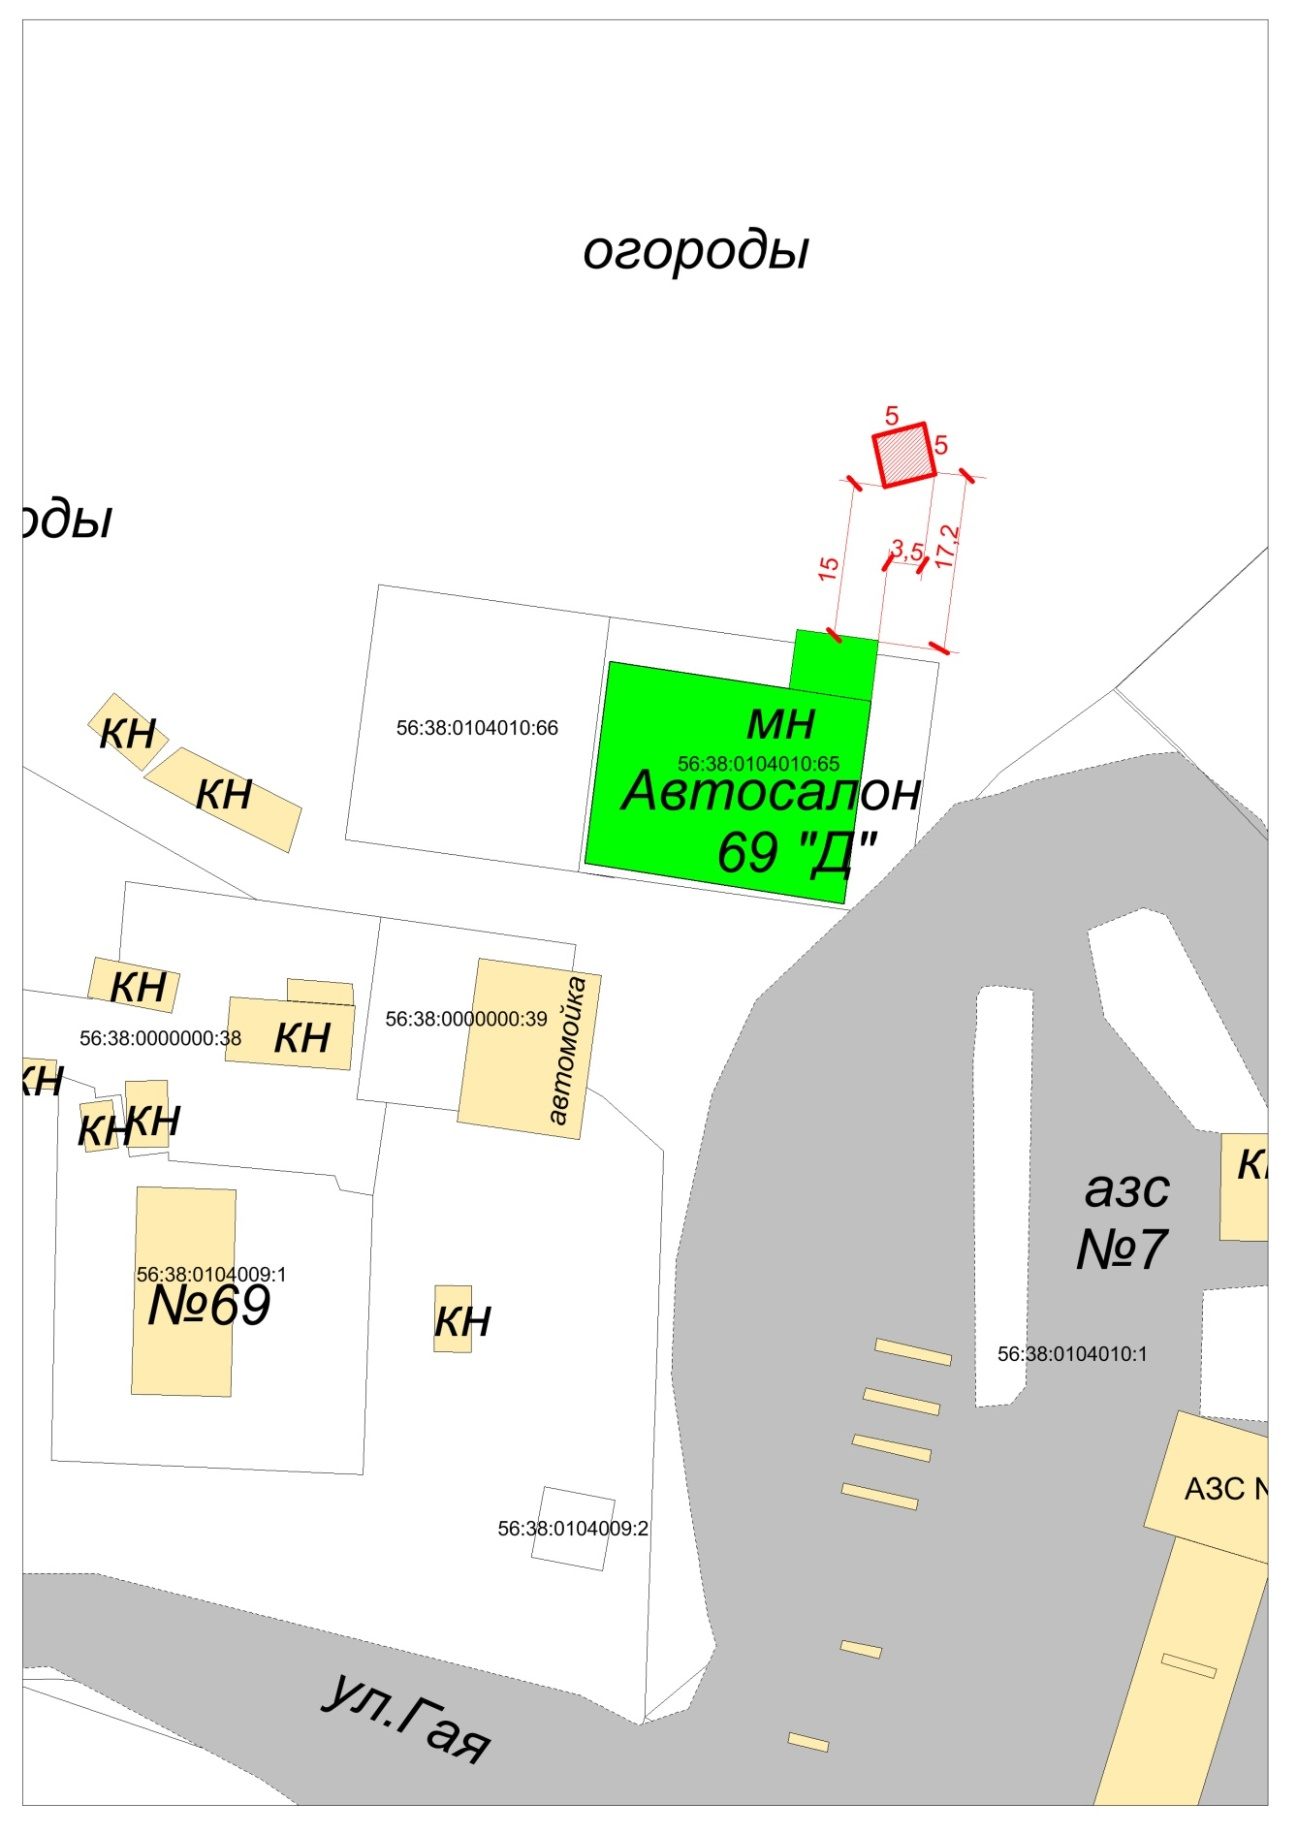 огороды
5
5
оды
15
3,5
17,2
56:38:0104010:66
мн
56:38:0104010:65
Автосалон
69 "Д"
кн
кн
кн
56:38:0000000:38
кн
56:38:0000000:39
автомойка
кн
кн
кн
56:38:0104009:1
№69
кн
азс
№7
к
56:38:0104010:1
АЗС
56:38:0104009:2
ул.Гая